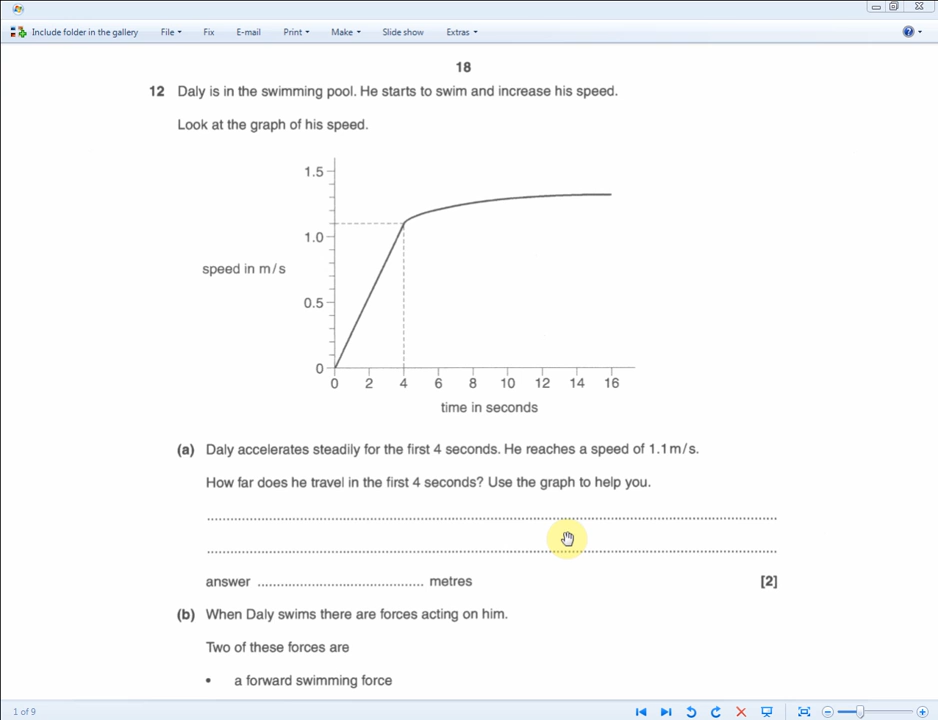 Include folder in the gallery File Fix E-mail Print Make Slide show Extras
18
12 Daly is in the swimming pool. He starts to swim and increase his speed.
Look at the graph of his speed.
1.5
1.0
speed in m/s
0.5
0
0 2 4 6 8 10 12 14 16
time in seconds
(a) Daly accelerates steadily for the first 4 seconds. He reaches a speed of 1.1 m/s.
How far does he travel in the first 4 seconds? Use the graph to help you.
answer ........................................ metres [2]
(b) When Daly swims there are forces acting on him.
Two of these forces are
• a forward swimming force
1 of 9